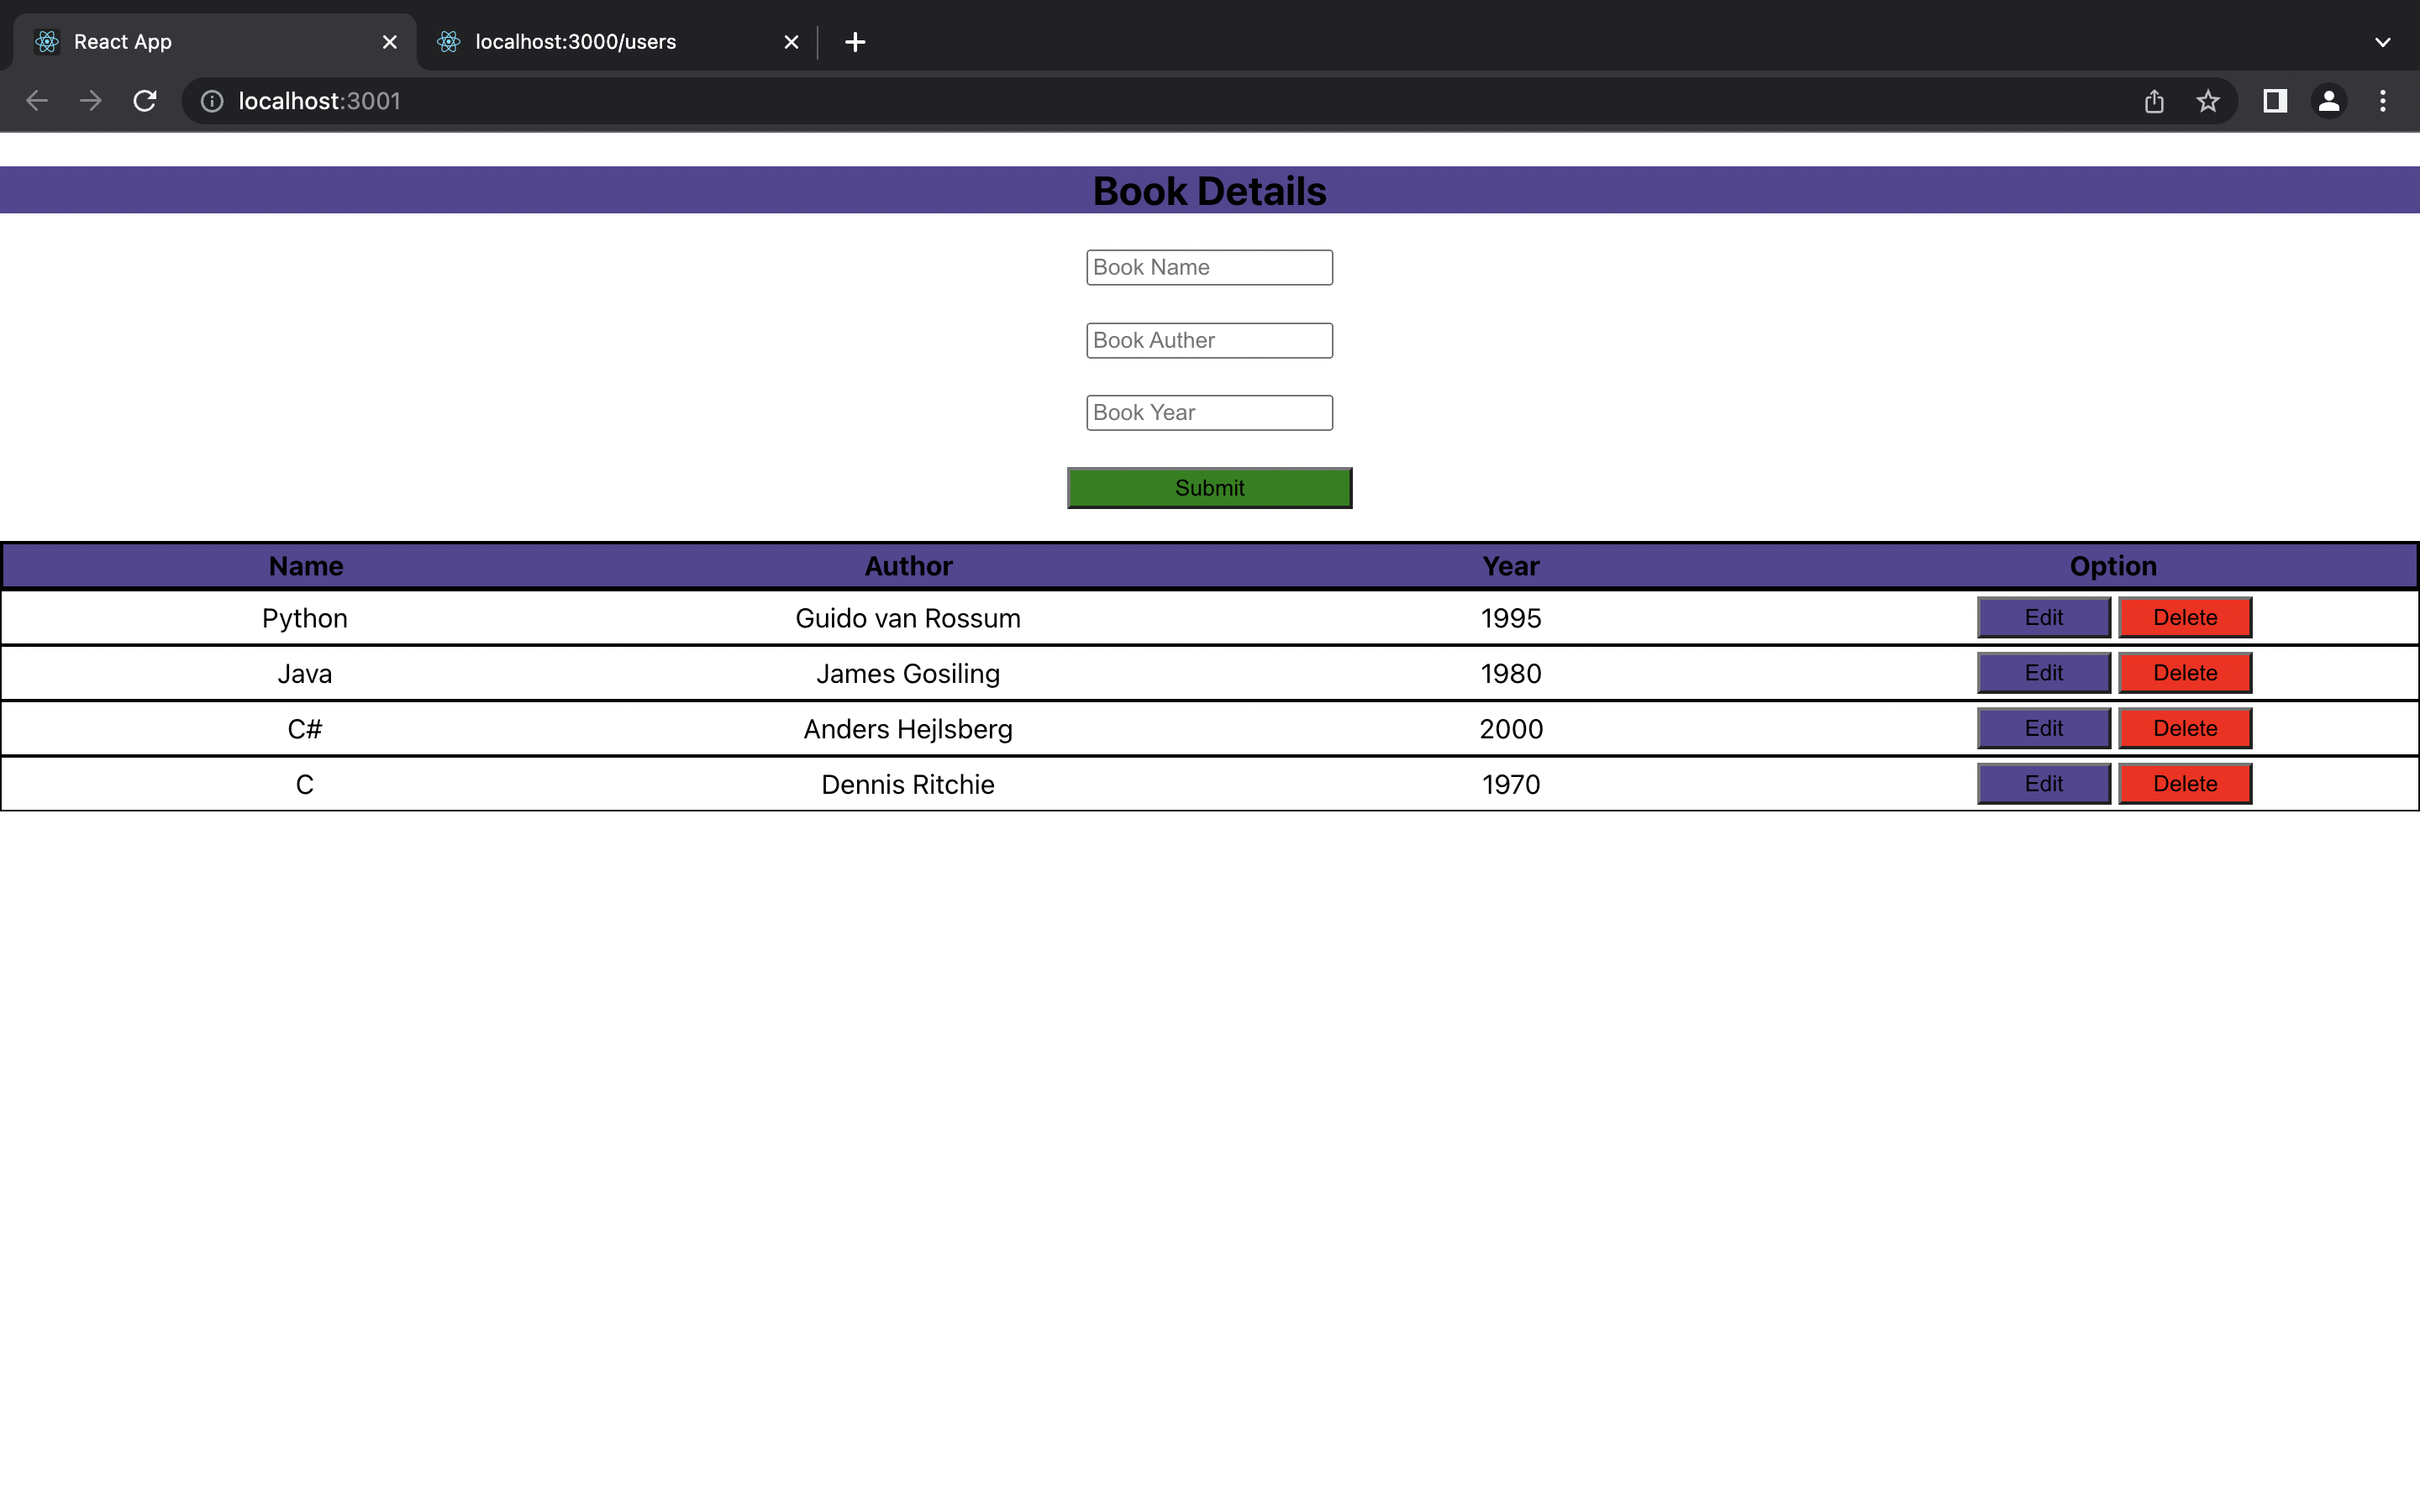 React App
localhost:3000/users
localhost:3001
Book Details
Book Name
Book Auther
Book Year
Submit
Name Author Year Option
Python Guido van Rossum 1995 Edit Delete
Java James Gosiling 1980 Edit Delete
C# Anders Hejlsberg 2000 Edit Delete
C Dennis Ritchie 1970 Edit Delete